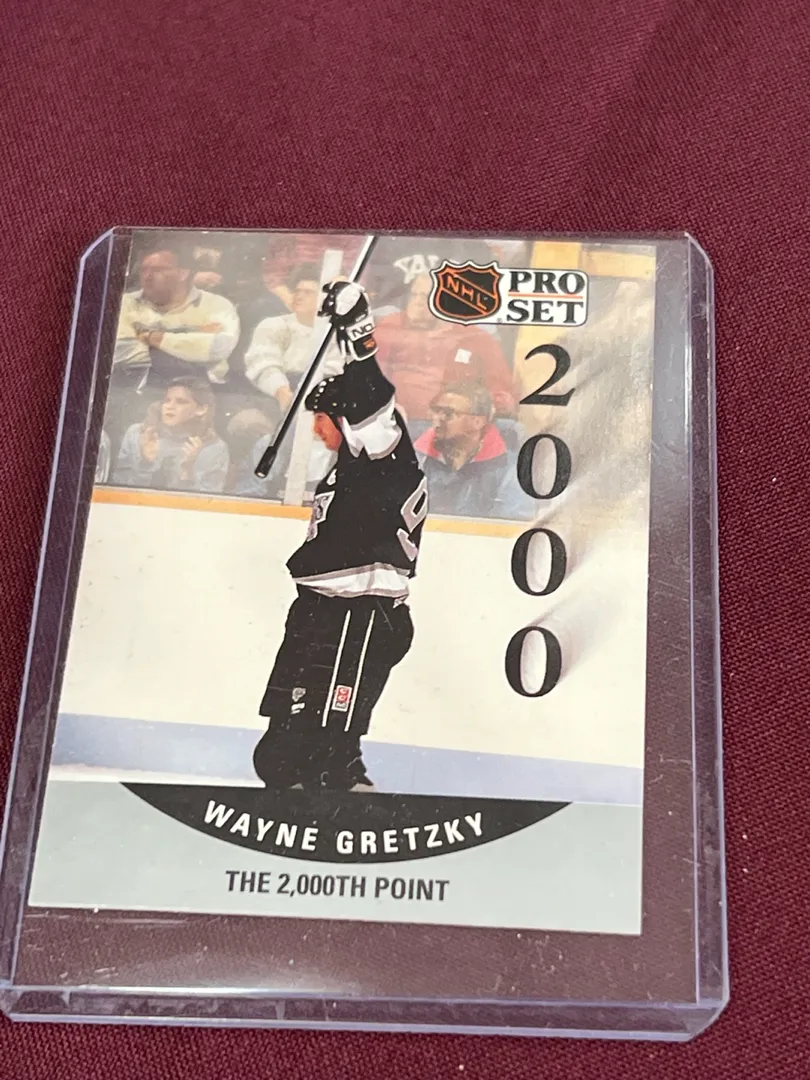 NHL
PRO
SET
2
0
0
0
WAYNE GRETZKY
THE 2,000TH POINT